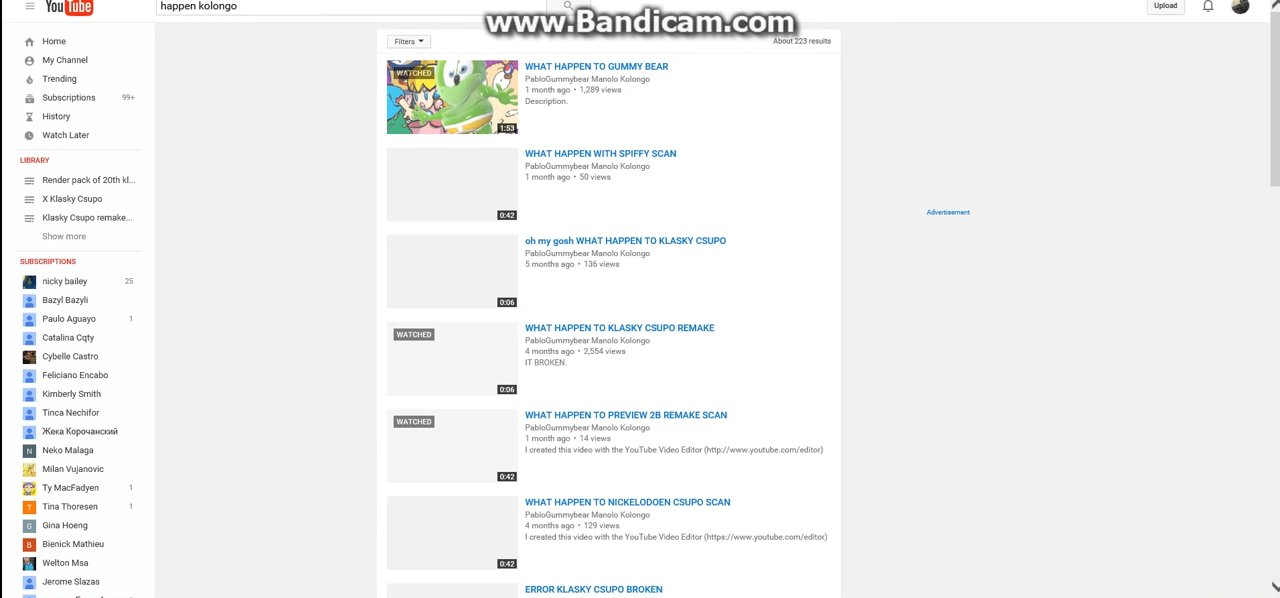 YouTube
happen kolongo
www.Bandicam.com
Upload
Home
My Channel
Trending
Subscriptions 99+
History
Watch Later
LIBRARY
Render pack of 20th kl...
X Klasky Csupo
Klasky Csupo remake...
Show more
SUBSCRIPTIONS
nicky bailey 25
Bazyl Bazyli
Paulo Aguayo 1
Catalina Cqty
Cybelle Castro
Feliciano Encabo
Kimberly Smith
Tinca Nechifor
Жека Корочанский
N Neko Malaga
Milan Vujanovic
Ty MacFadyen 1
T Tina Thoresen 1
G Gina Hoeng
B Bienick Mathieu
Welton Msa
Jerome Slazas
Filters
About 223 results
WATCHED
1:53
WHAT HAPPEN TO GUMMY BEAR
PabloGummybear Manolo Kolongo
1 month ago • 1,289 views
Description.
0:42
WHAT HAPPEN WITH SPIFFY SCAN
PabloGummybear Manolo Kolongo
1 month ago • 50 views
0:06
oh my gosh WHAT HAPPEN TO KLASKY CSUPO
PabloGummybear Manolo Kolongo
5 months ago • 136 views
WATCHED
0:06
WHAT HAPPEN TO KLASKY CSUPO REMAKE
PabloGummybear Manolo Kolongo
4 months ago • 2,554 views
IT BROKEN.
WATCHED
0:42
WHAT HAPPEN TO PREVIEW 2B REMAKE SCAN
PabloGummybear Manolo Kolongo
1 month ago • 14 views
I created this video with the YouTube Video Editor (http://www.youtube.com/editor)
0:42
WHAT HAPPEN TO NICKELODOEN CSUPO SCAN
PabloGummybear Manolo Kolongo
4 months ago • 129 views
I created this video with the YouTube Video Editor (https://www.youtube.com/editor)
ERROR KLASKY CSUPO BROKEN
Advertisement